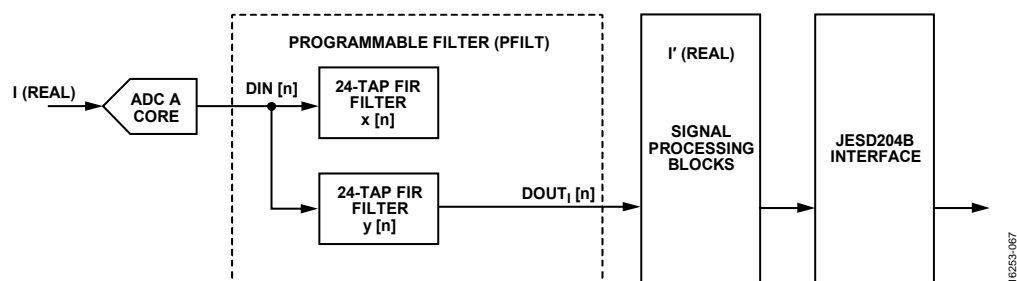 PROGRAMMABLE FILTER (PFILT)
I (REAL)
ADC A
CORE
DIN [n]
24-TAP FIR
FILTER
x [n]
24-TAP FIR
FILTER
y [n]
DOUTI [n]
I′ (REAL)
SIGNAL
PROCESSING
BLOCKS
JESD204B
INTERFACE
16253-067